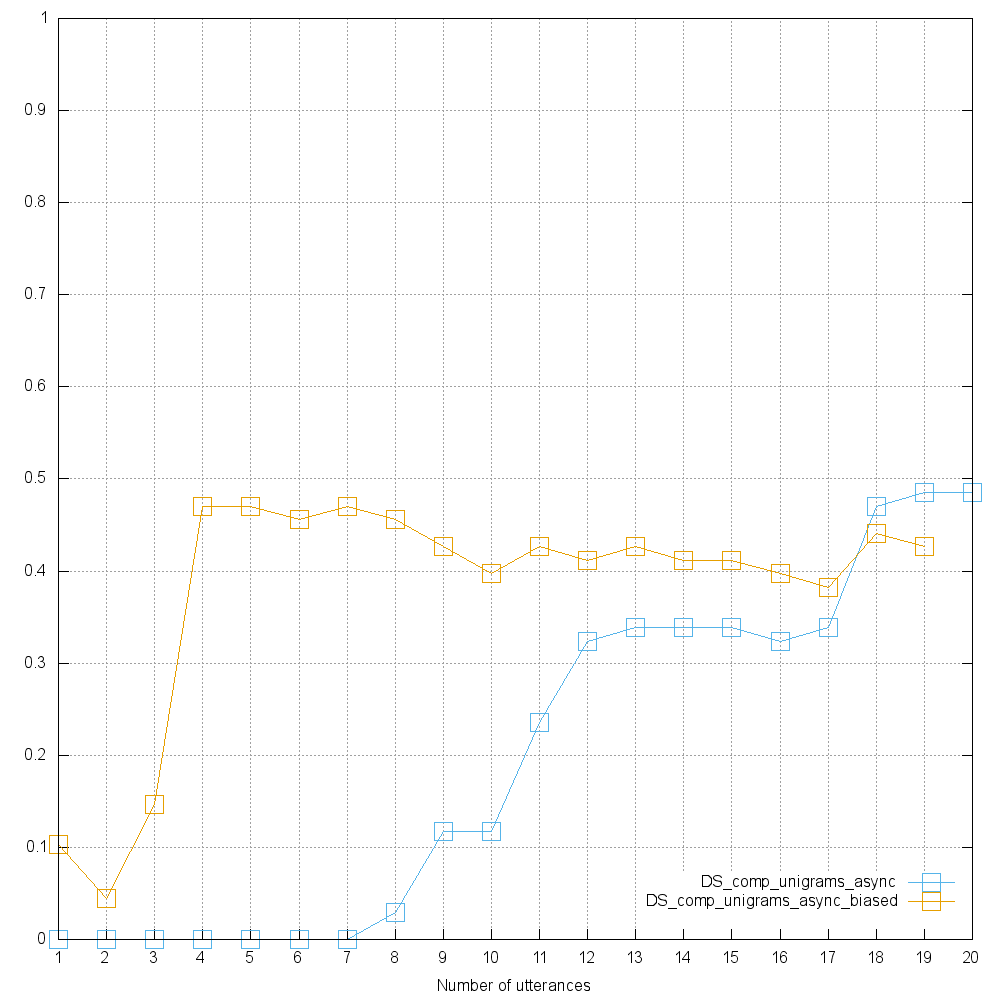 1
0.9
0.8
0.7
0.6
0.5
0.4
0.3
0.2
0.1
DS_comp_unigrams_async
DS_comp_unigrams_async_biased
0
1 2 3 4 5 6 7 8 9 10 11 12 13 14 15 16 17 18 19 20
Number of utterances